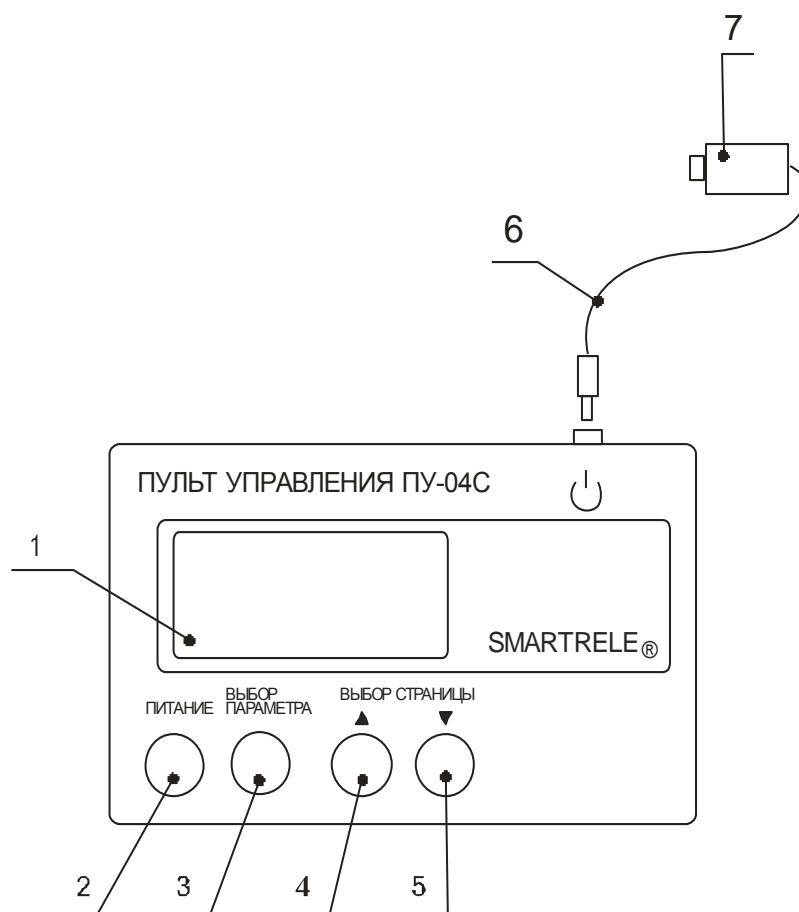 7
6
ПУЛЬТ УПРАВЛЕНИЯ ПУ-04С
1
SMARTRELE®
ПИТАНИЕ
ВЫБОР
ПАРАМЕТРА
ВЫБОР СТРАНИЦЫ
▲ ▼
2 3 4 5